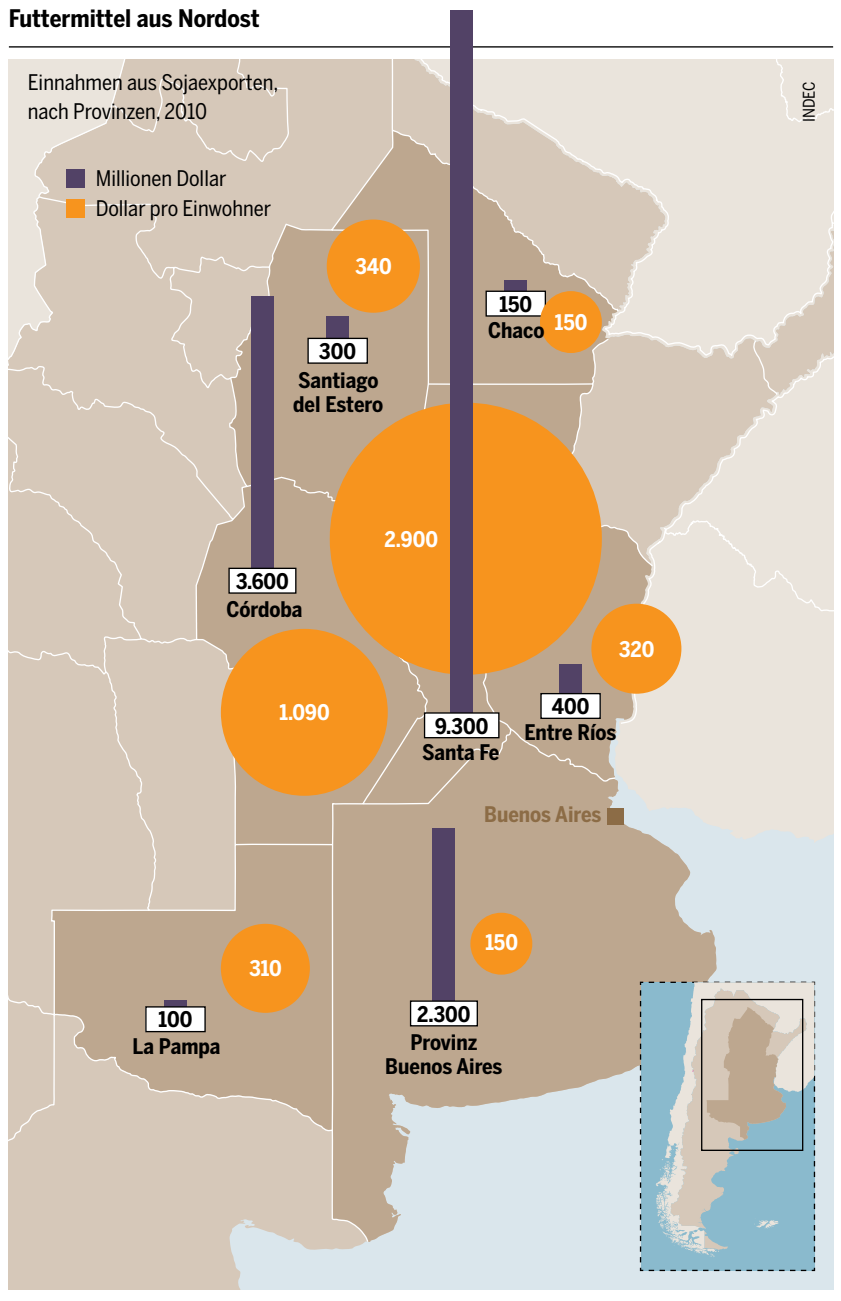 Futtermittel aus Nordost
Einnahmen aus Sojaexporten,
nach Provinzen, 2010
INDEC
Millionen Dollar
Dollar pro Einwohner
340
150
Chaco
150
300
Santiago
del Estero
2.900
3.600
Córdoba
320
1.090
400
Entre Ríos
9.300
Santa Fe
Buenos Aires
150
310
100
La Pampa
2.300
Provinz
Buenos Aires